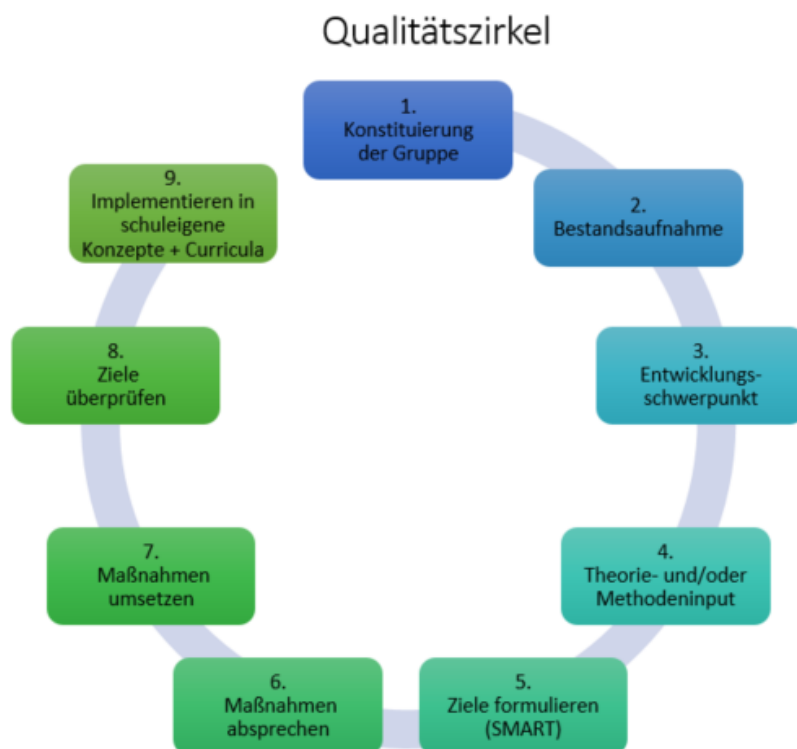 Qualitätszirkel
1.
Konstituierung
der Gruppe
2.
Bestandsaufnahme
3.
Entwicklungs-
schwerpunkt
4.
Theorie- und/oder
Methodeninput
5.
Ziele formulieren
(SMART)
6.
Maßnahmen
absprechen
7.
Maßnahmen
umsetzen
8.
Ziele
überprüfen
9.
Implementieren in
schuleigene
Konzepte + Curricula